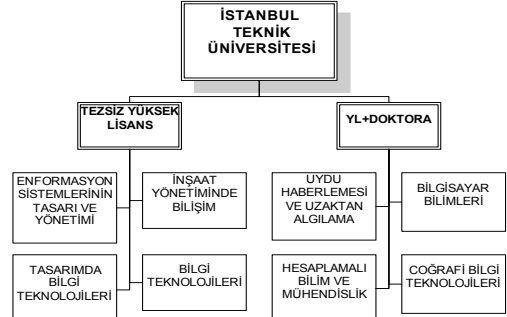 İSTANBUL
TEKNİK
ÜNİVERSİTESİ
TEZSİZ YÜKSEK
LİSANS
YL+DOKTORA
ENFORMASYON
SİSTEMLERİNİN
TASARI VE
YÖNETİMİ
İNŞAAT
YÖNETİMİNDE
BİLİŞİM
UYDU
HABERLEMESİ
VE UZAKTAN
ALGILAMA
BİLGİSAYAR
BİLİMLERİ
TASARIMDA
BİLGİ
TEKNOLOJİLERİ
BİLGİ
TEKNOLOJİLERİ
HESAPLAMALI
BİLİM VE
MÜHENDİSLİK
COĞRAFİ BİLGİ
TEKNOLOJİLERİ